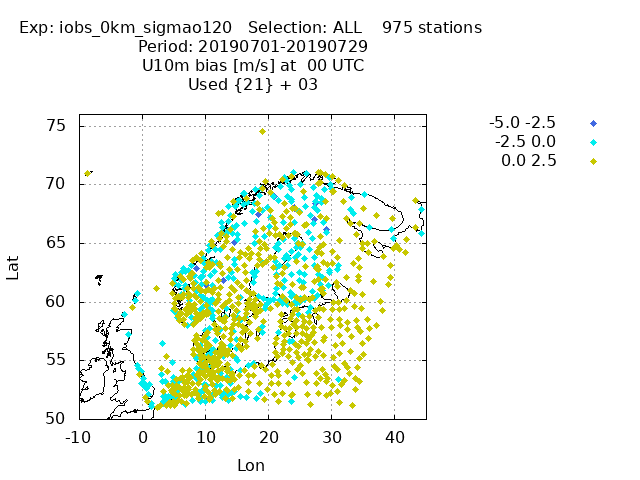 Exp: iobs_0km_sigmao120 Selection: ALL 975 stations
Period: 20190701-20190729
U10m bias [m/s] at 00 UTC
Used {21} + 03
-5.0 -2.5
-2.5 0.0
0.0 2.5
75
70
65
60
55
50
Lat
-10 0 10 20 30 40
Lon